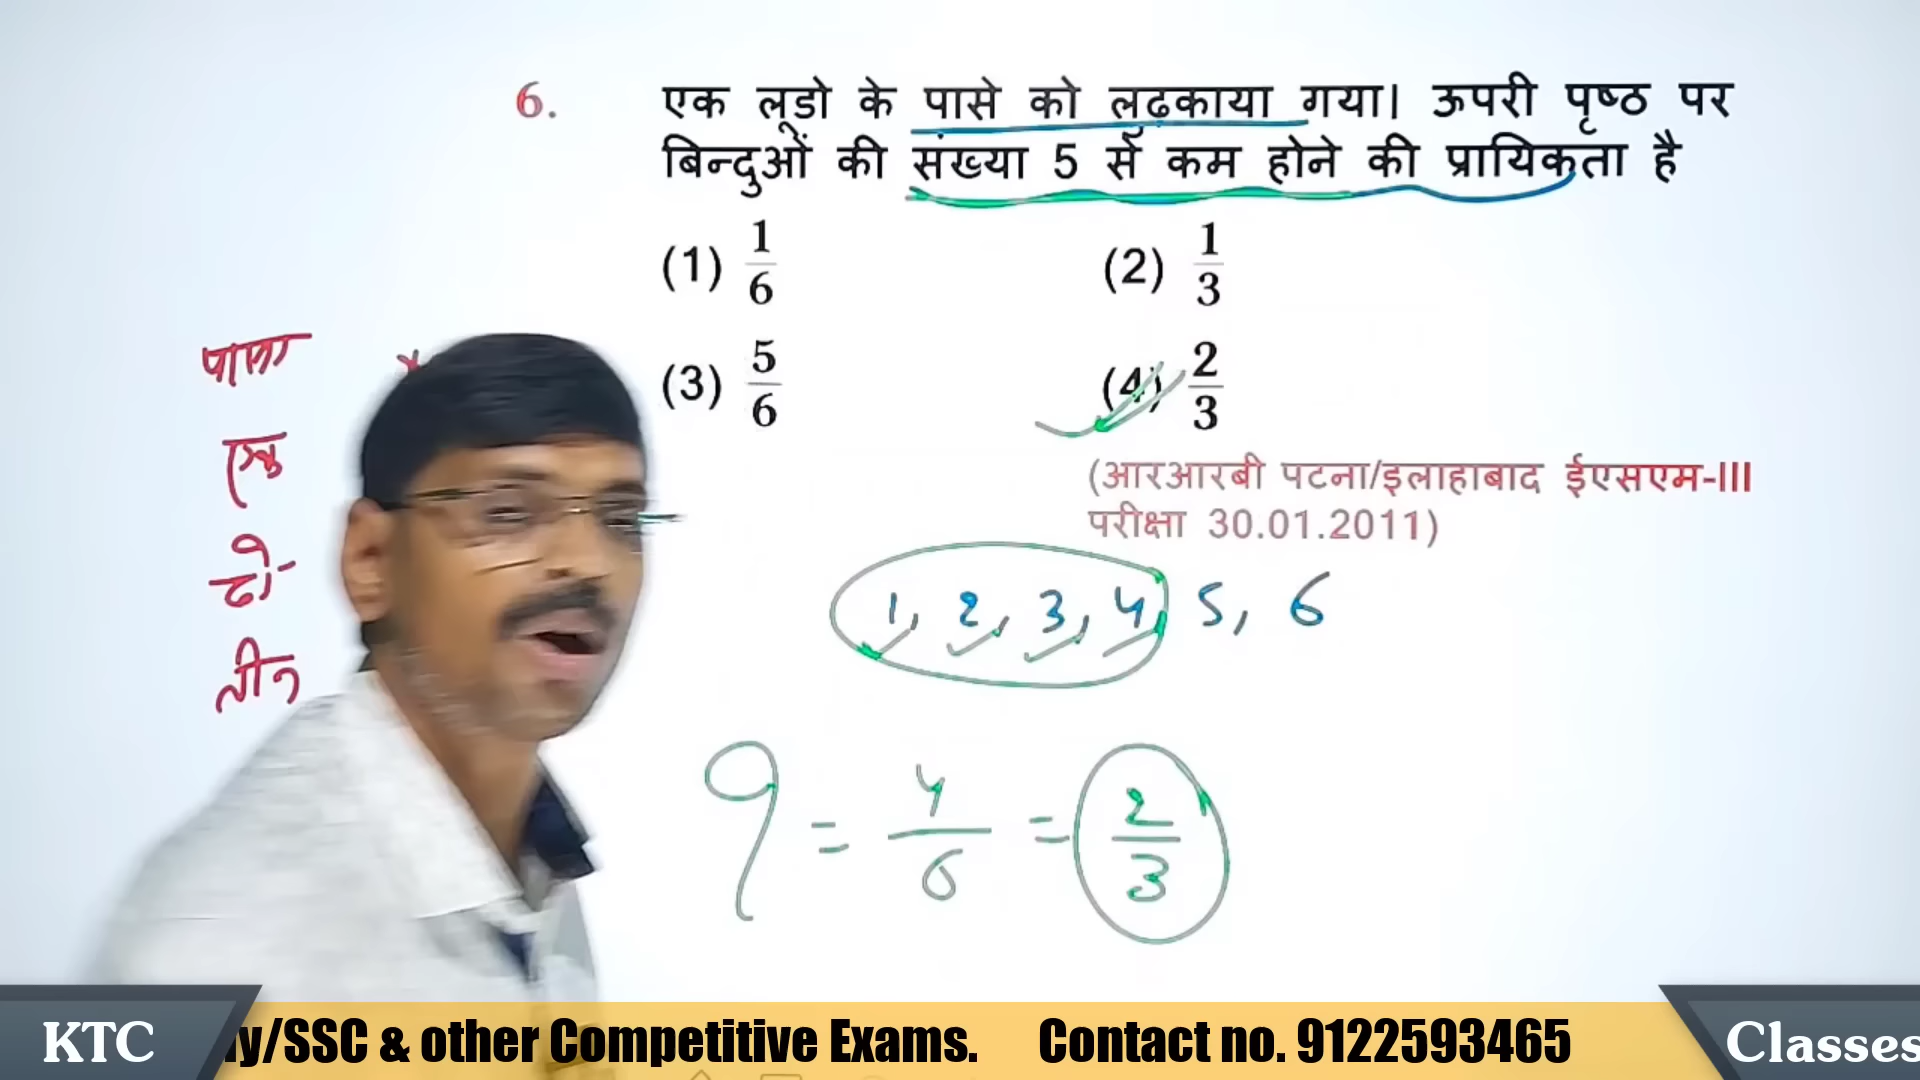 6. एक लूडो के पासे को लुढ़काया गया। ऊपरी पृष्ठ पर
बिन्दुओं की संख्या 5 से कम होने की प्रायिकता है
(1) 1/6 (2) 1/3
(3) 5/6 (4) 2/3
(आरआरबी पटना/इलाहाबाद ईएसएम-III
परीक्षा 30.01.2011)
पासा
एक
दो
तीन
1, 2, 3, 4, 5, 6
P = 4/6 = 2/3
KTC y/SSC & other Competitive Exams. Contact no. 9122593465 Classes